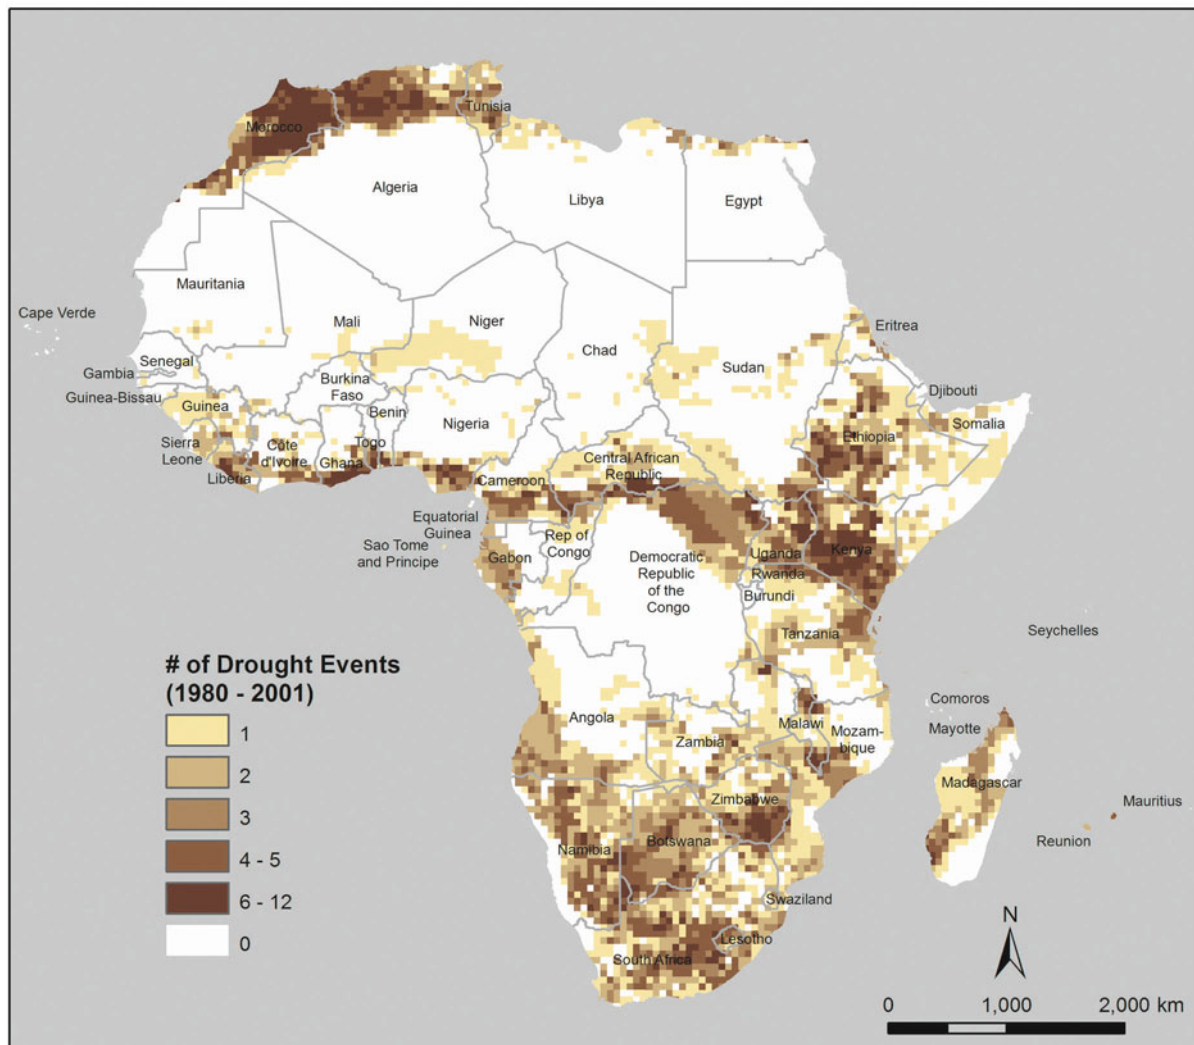 Tunisia
Morocco
Algeria
Libya
Egypt
Mauritania
Cape Verde
Mali
Niger
Chad
Sudan
Eritrea
Senegal
Gambia
Guinea-Bissau
Guinea
Burkina
Faso
Benin
Nigeria
Djibouti
Somalia
Ethiopia
Sierra
Leone
Liberia
Côte
d'Ivoire
Ghana
Togo
Central African
Republic
Cameroon
Equatorial
Guinea
Sao Tome
and Principe
Gabon
Rep of
Congo
Democratic
Republic
of the
Congo
Uganda
Kenya
Rwanda
Burundi
Tanzania
Seychelles
Comoros
Mayotte
Angola
Zambia
Malawi
Mozam-
bique
Madagascar
Mauritius
Reunion
Zimbabwe
Namibia
Botswana
Swaziland
Lesotho
South Africa
# of Drought Events
(1980 - 2001)
1
2
3
4 - 5
6 - 12
0
N
0 1,000 2,000 km